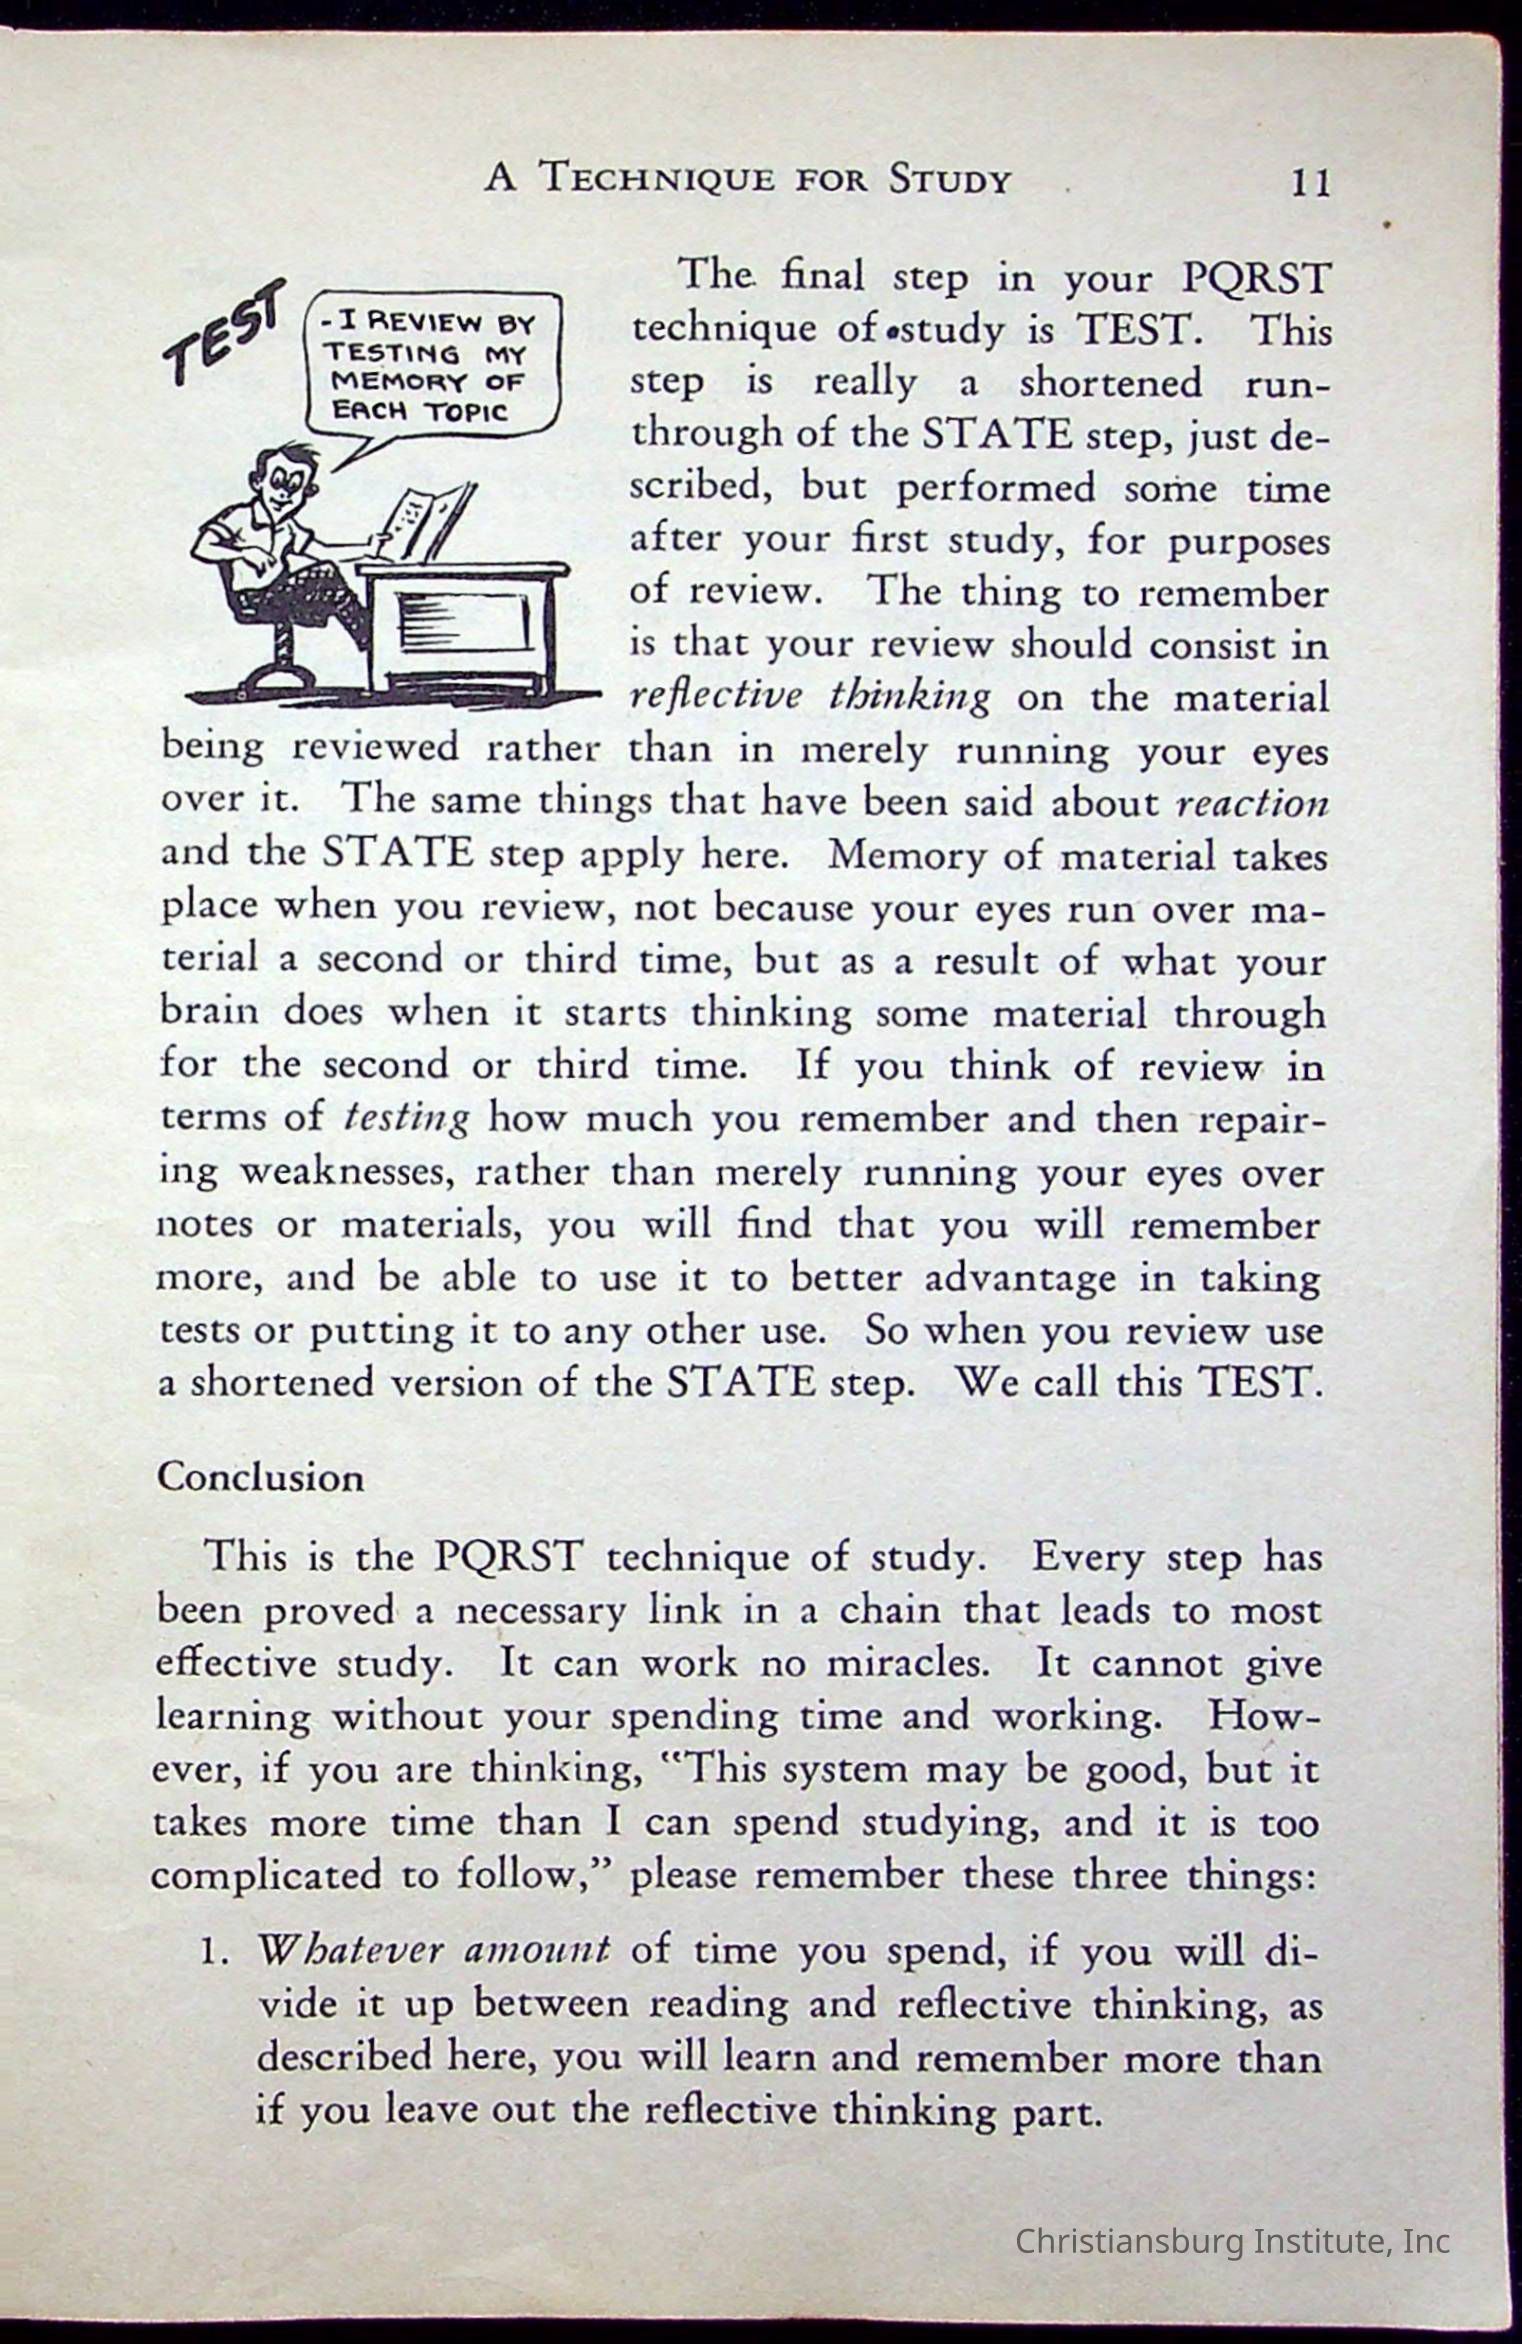 A TECHNIQUE FOR STUDY 11
TEST
- I REVIEW BY
TESTING MY
MEMORY OF
EACH TOPIC
The final step in your PQRST
technique of study is TEST. This
step is really a shortened run-
through of the STATE step, just de-
scribed, but performed some time
after your first study, for purposes
of review. The thing to remember
is that your review should consist in
reflective thinking on the material
being reviewed rather than in merely running your eyes
over it. The same things that have been said about reaction
and the STATE step apply here. Memory of material takes
place when you review, not because your eyes run over ma-
terial a second or third time, but as a result of what your
brain does when it starts thinking some material through
for the second or third time. If you think of review in
terms of testing how much you remember and then repair-
ing weaknesses, rather than merely running your eyes over
notes or materials, you will find that you will remember
more, and be able to use it to better advantage in taking
tests or putting it to any other use. So when you review use
a shortened version of the STATE step. We call this TEST.
Conclusion
This is the PQRST technique of study. Every step has
been proved a necessary link in a chain that leads to most
effective study. It can work no miracles. It cannot give
learning without your spending time and working. How-
ever, if you are thinking, “This system may be good, but it
takes more time than I can spend studying, and it is too
complicated to follow,” please remember these three things:
1. Whatever amount of time you spend, if you will di-
vide it up between reading and reflective thinking, as
described here, you will learn and remember more than
if you leave out the reflective thinking part.
Christiansburg Institute, Inc